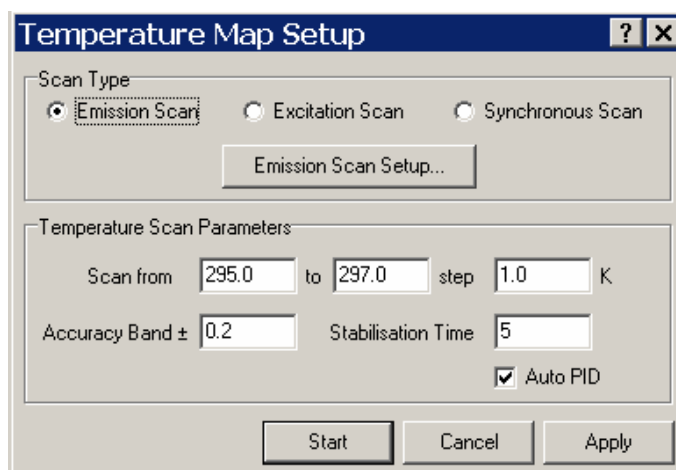 Temperature Map Setup ? ×
Scan Type
Emission Scan Excitation Scan Synchronous Scan
Emission Scan Setup...
Temperature Scan Parameters
Scan from 295.0 to 297.0 step 1.0 K
Accuracy Band ± 0.2 Stabilisation Time 5
Auto PID
Start Cancel Apply